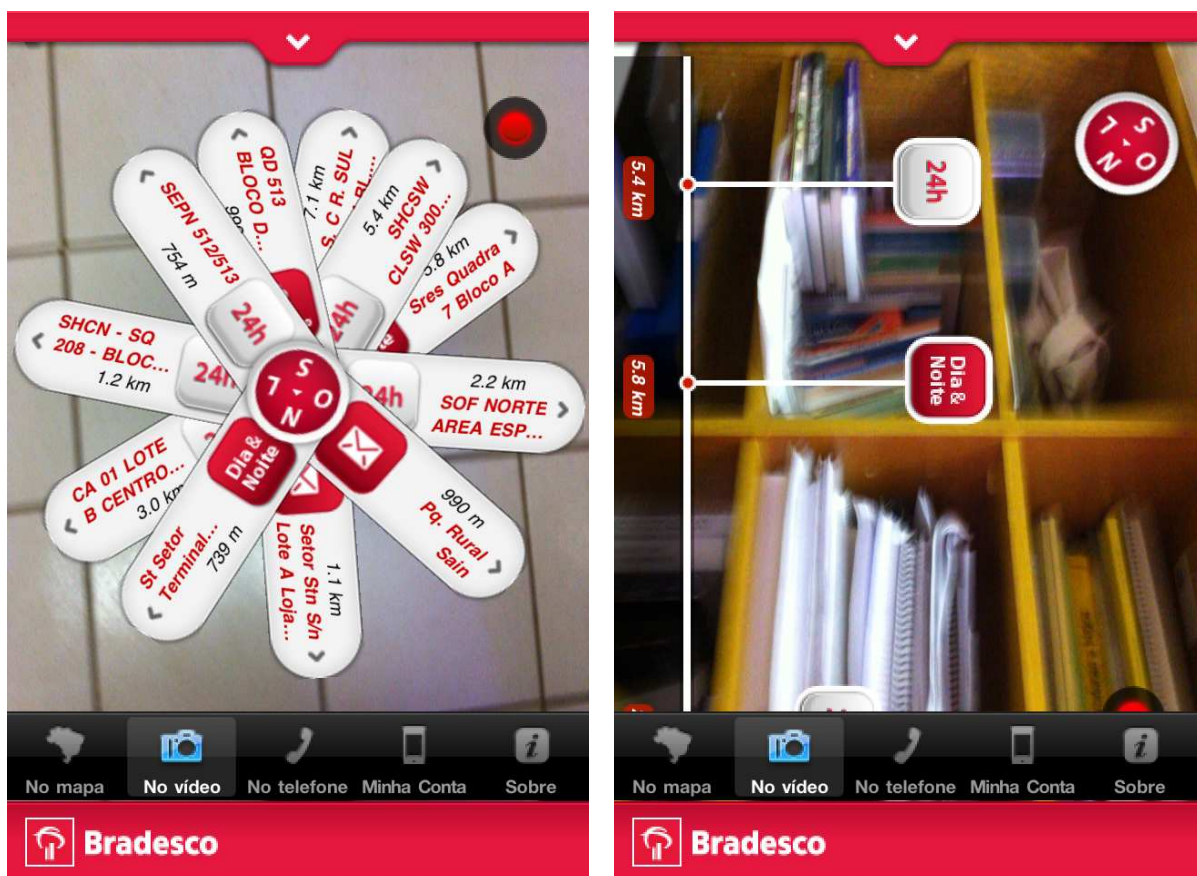 QD 513
BLOCO D...
7.1 km
S. C R. SUL
5.4 km
SHCSW
CLSW 300...
5.8 km
Sres Quadra
7 Bloco A
24h
2.2 km
SOF NORTE
AREA ESP...
24h
990 m
Pq. Rural
Sain
1.1 km
Setor Stn S/n
Lote A Loja...
Dia &
Noite
St Setor
Terminal...
739 m
CA 01 LOTE
B CENTRO...
3.0 km
SHCN - SQ
208 - BLOC...
1.2 km
24h
SEPN 512/513
754 m
24h
S
O
N
L
No mapa
No vídeo
No telefone
Minha Conta
Sobre
Bradesco
S
O
N
L
5.4 km
24h
5.8 km
Dia &
Noite
No mapa
No vídeo
No telefone
Minha Conta
Sobre
Bradesco